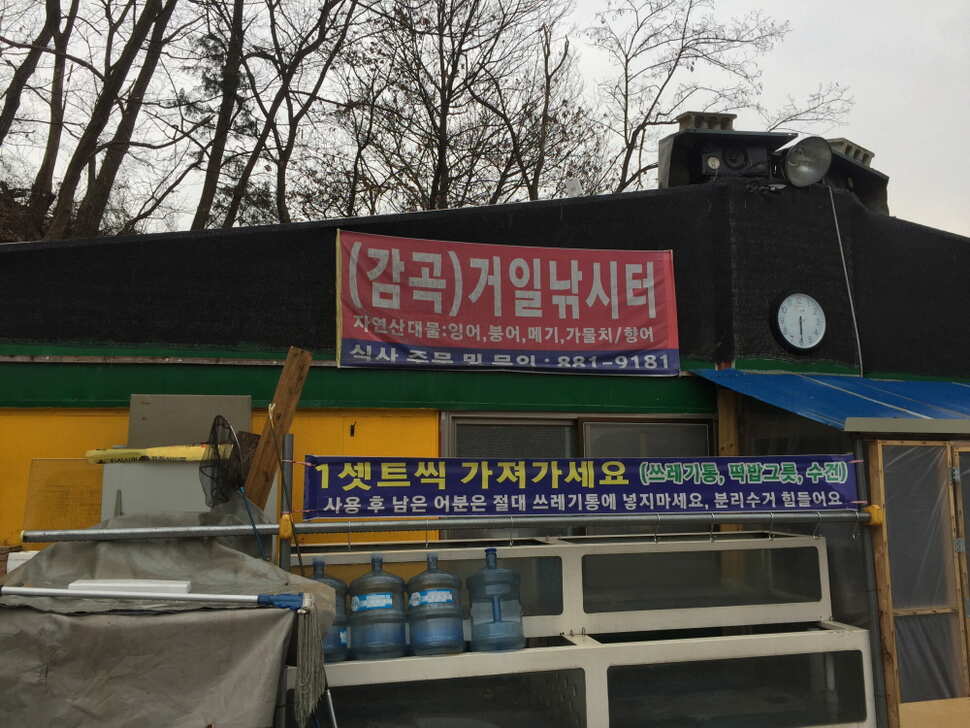 (감곡)거일낚시터
자연산대물:잉어,붕어,메기,가물치/향어
식사 주문 및 문의 : 881-9181
1셋트씩 가져가세요 (쓰레기통, 떡밥그릇, 수건)
사용 후 남은 어분은 절대 쓰레기통에 넣지마세요, 분리수거 힘들어요